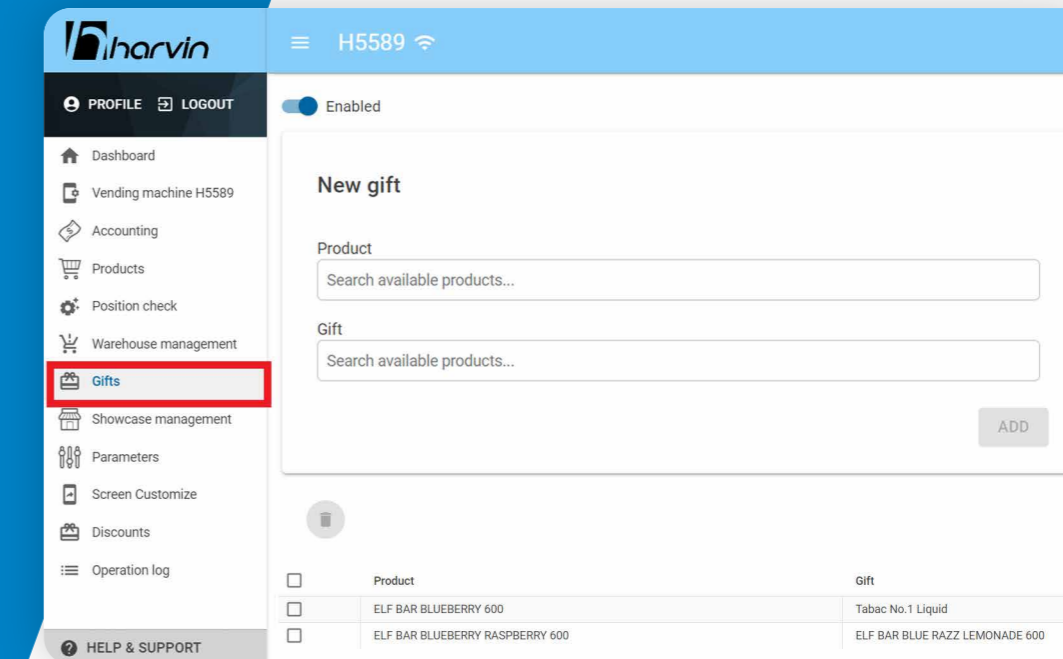 harvin
H5589
PROFILE LOGOUT
Enabled
Dashboard
Vending machine H5589
Accounting
Products
Position check
Warehouse management
Gifts
Showcase management
Parameters
Screen Customize
Discounts
Operation log
HELP & SUPPORT
New gift
Product
Search available products...
Gift
Search available products...
ADD
Product Gift
ELF BAR BLUEBERRY 600 Tabac No.1 Liquid
ELF BAR BLUEBERRY RASPBERRY 600 ELF BAR BLUE RAZZ LEMONADE 600